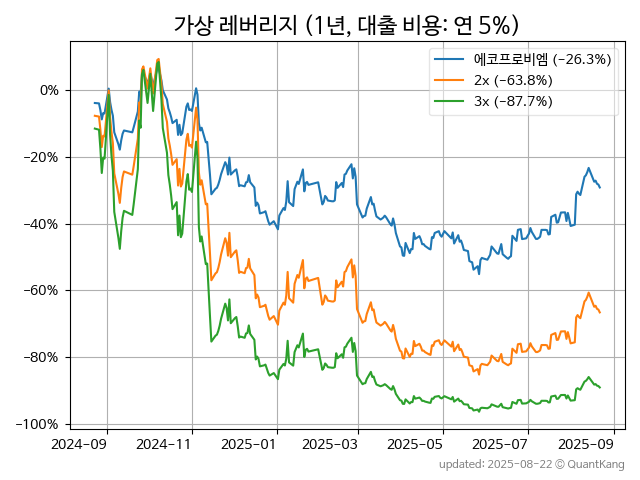 가상 레버리지 (1년, 대출 비용: 연 5%)
에코프로비엠 (−26.3%)
2x (−63.8%)
3x (−87.7%)
0%
−20%
−40%
−60%
−80%
−100%
2024-09 2024-11 2025-01 2025-03 2025-05 2025-07 2025-09
updated: 2025-08-22 © QuantKang